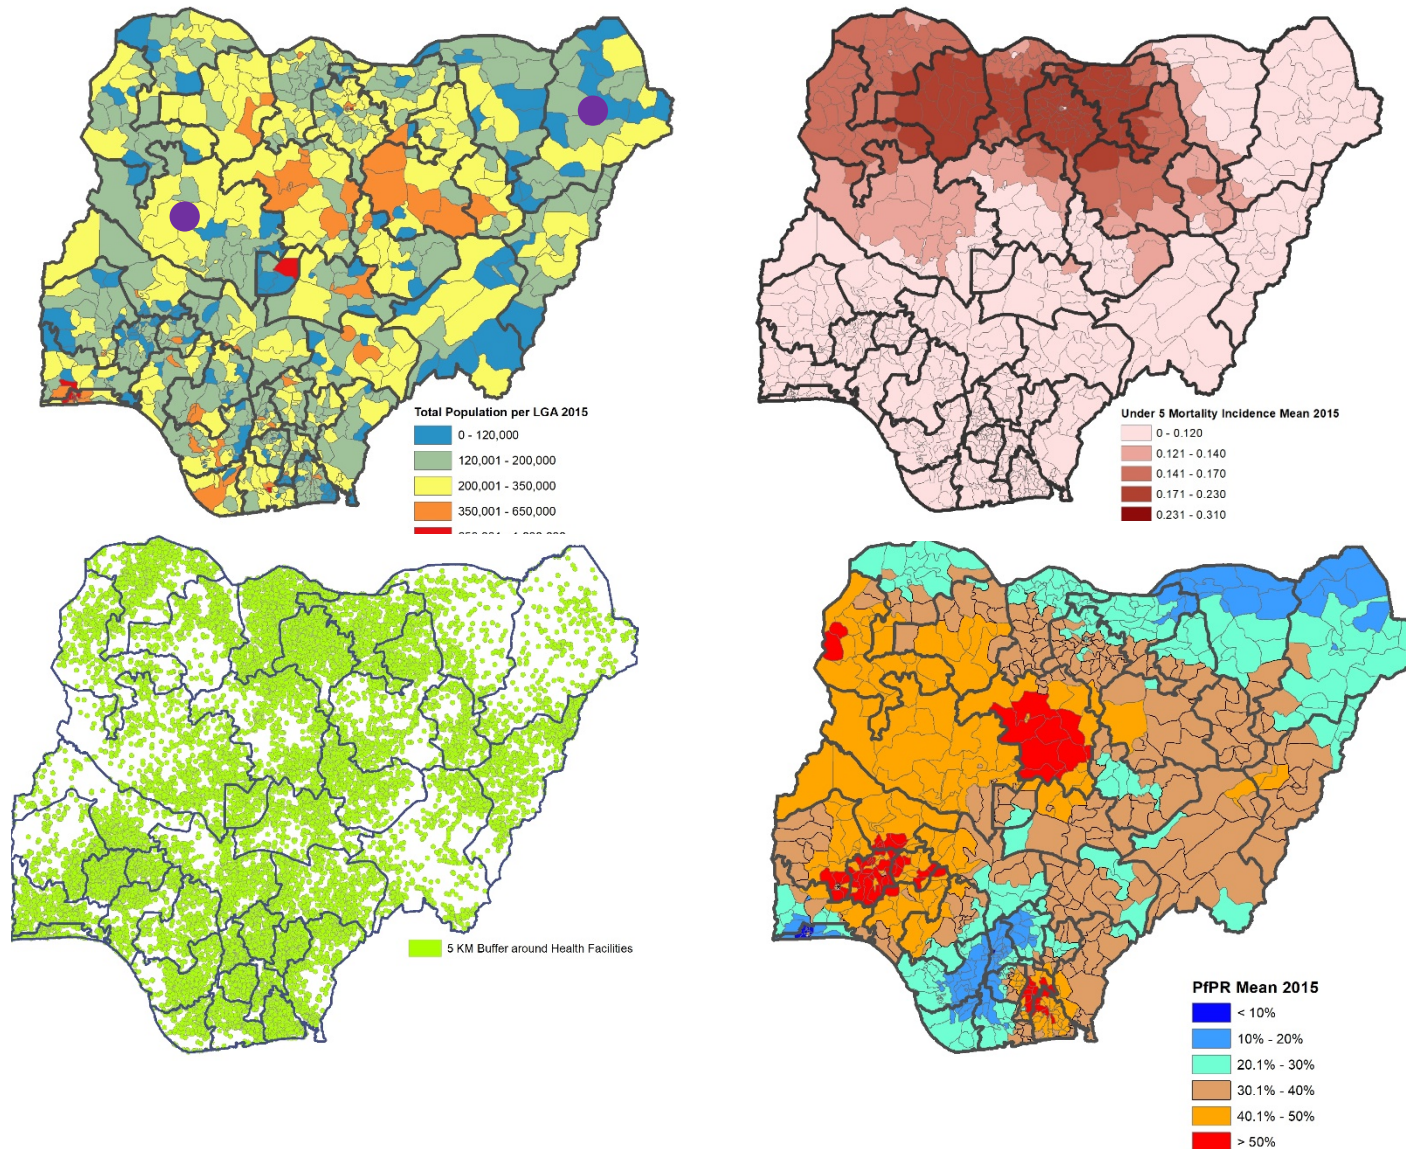 Total Population per LGA 2015
0 - 120,000
120,001 - 200,000
200,001 - 350,000
350,001 - 650,000
Under 5 Mortality Incidence Mean 2015
0 - 0.120
0.121 - 0.140
0.141 - 0.170
0.171 - 0.230
0.231 - 0.310
5 KM Buffer around Health Facilities
PfPR Mean 2015
< 10%
10% - 20%
20.1% - 30%
30.1% - 40%
40.1% - 50%
> 50%